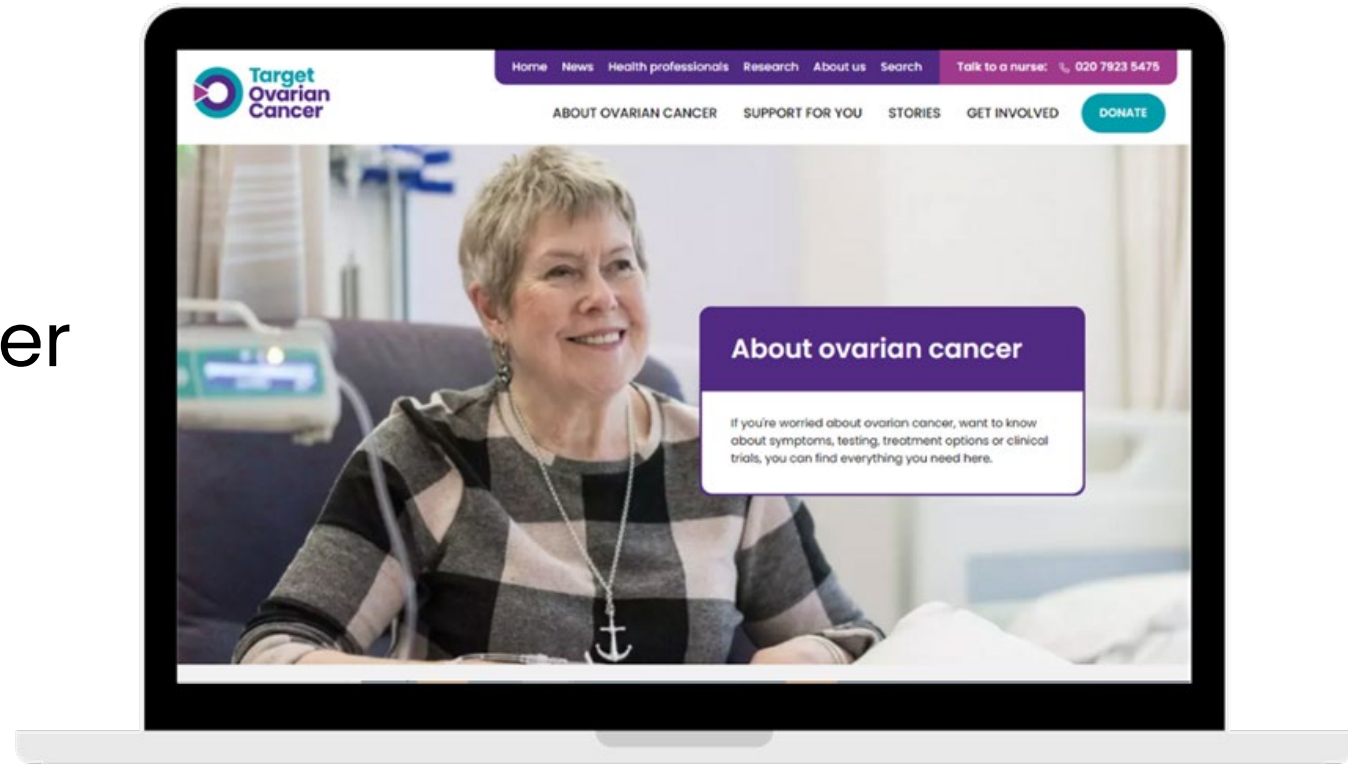 Target
Ovarian
Cancer
Home News Health professionals Research About us Search Talk to a nurse: 020 7923 5475
ABOUT OVARIAN CANCER SUPPORT FOR YOU STORIES GET INVOLVED DONATE
er
About ovarian cancer
If you're worried about ovarian cancer, want to know
about symptoms, testing, treatment options or clinical
trials, you can find everything you need here.